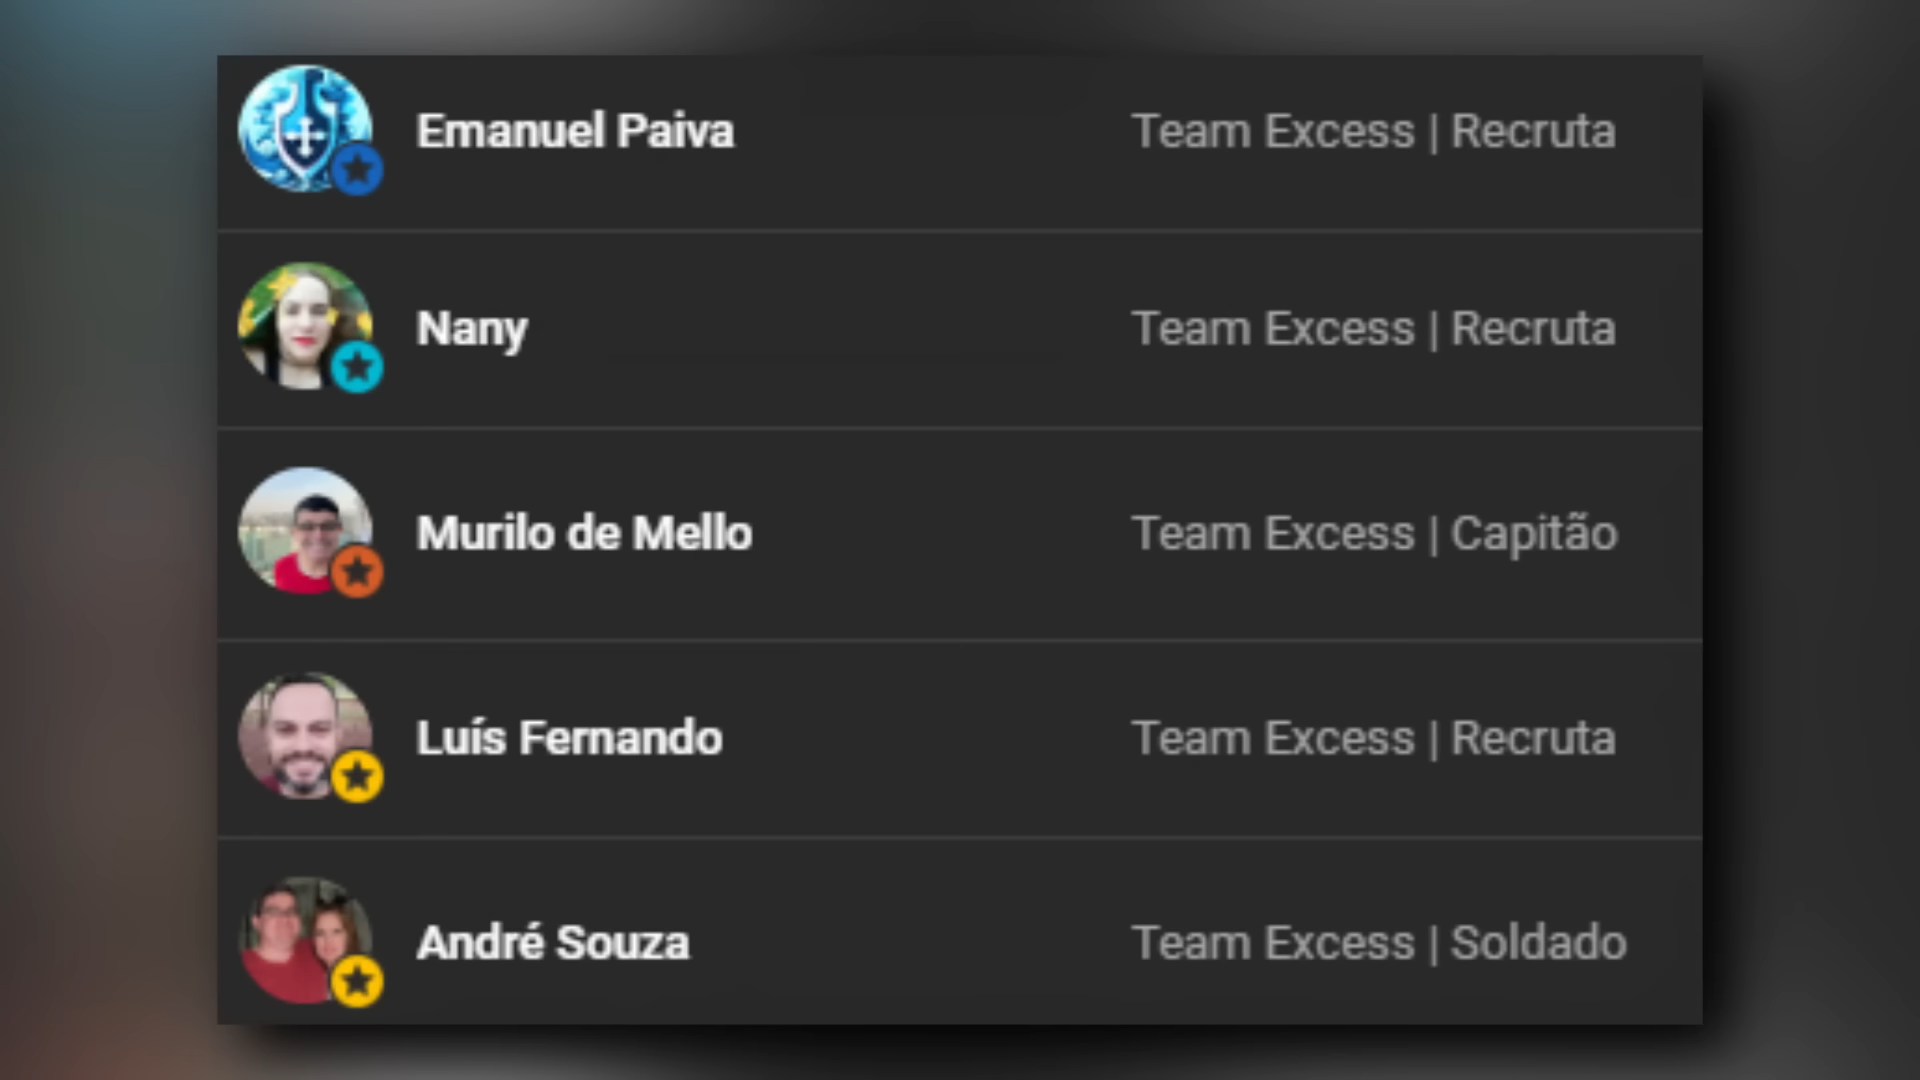 Emanuel Paiva Team Excess | Recruta
Nany Team Excess | Recruta
Murilo de Mello Team Excess | Capitão
Luís Fernando Team Excess | Recruta
André Souza Team Excess | Soldado